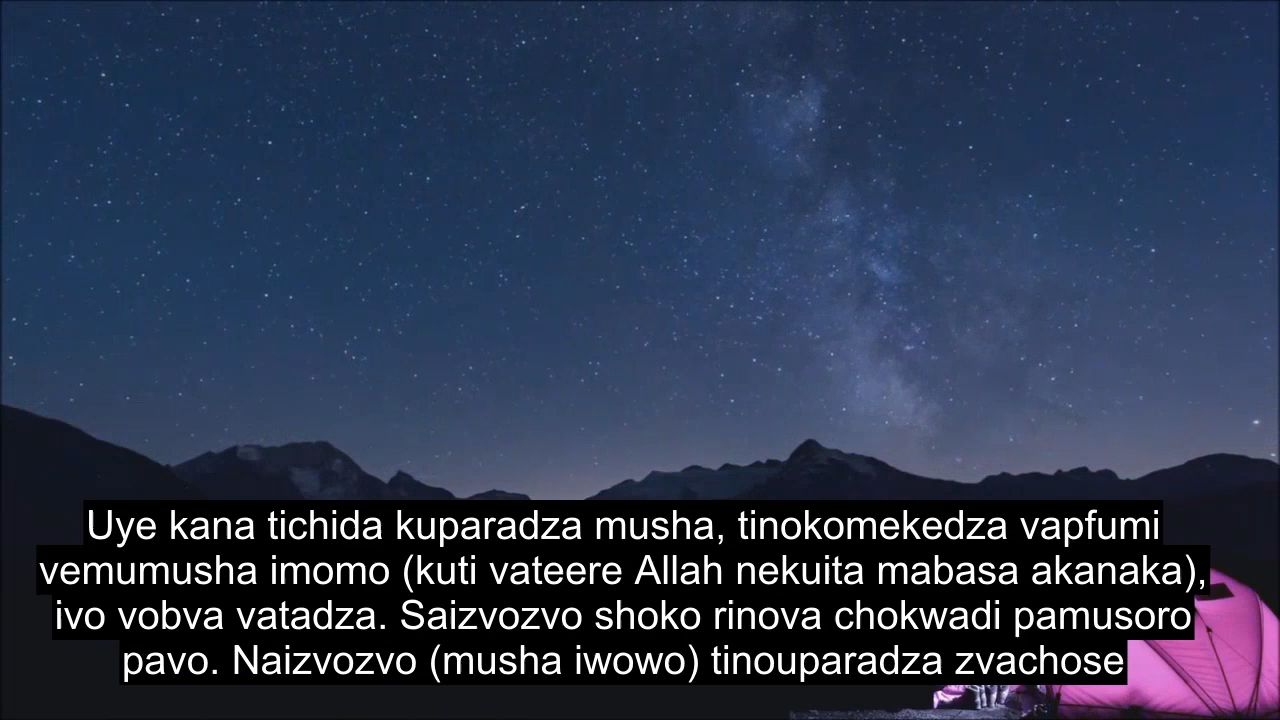 Uye kana tichida kuparadza musha, tinokomekedza vapfumi
vemumusha imomo (kuti vateere Allah nekuita mabasa akanaka),
ivo vobva vatadza. Saizvozvo shoko rinova chokwadi pamusoro
pavo. Naizvozvo (musha iwowo) tinouparadza zvachose